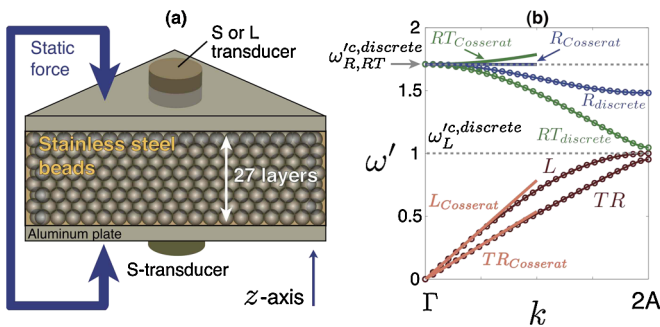 (a)
S or L
transducer
Static
force
Stainless steel
beads
27 layers
Aluminum plate
S-transducer
z-axis
(b)
RT_Cosserat
R_Cosserat
ω'^{c,discrete}_{R,RT}
R_discrete
RT_discrete
ω'^{c,discrete}_L
ω'
L
L_Cosserat
TR
TR_Cosserat
2
1.5
1
0.5
0
Γ
k
2A